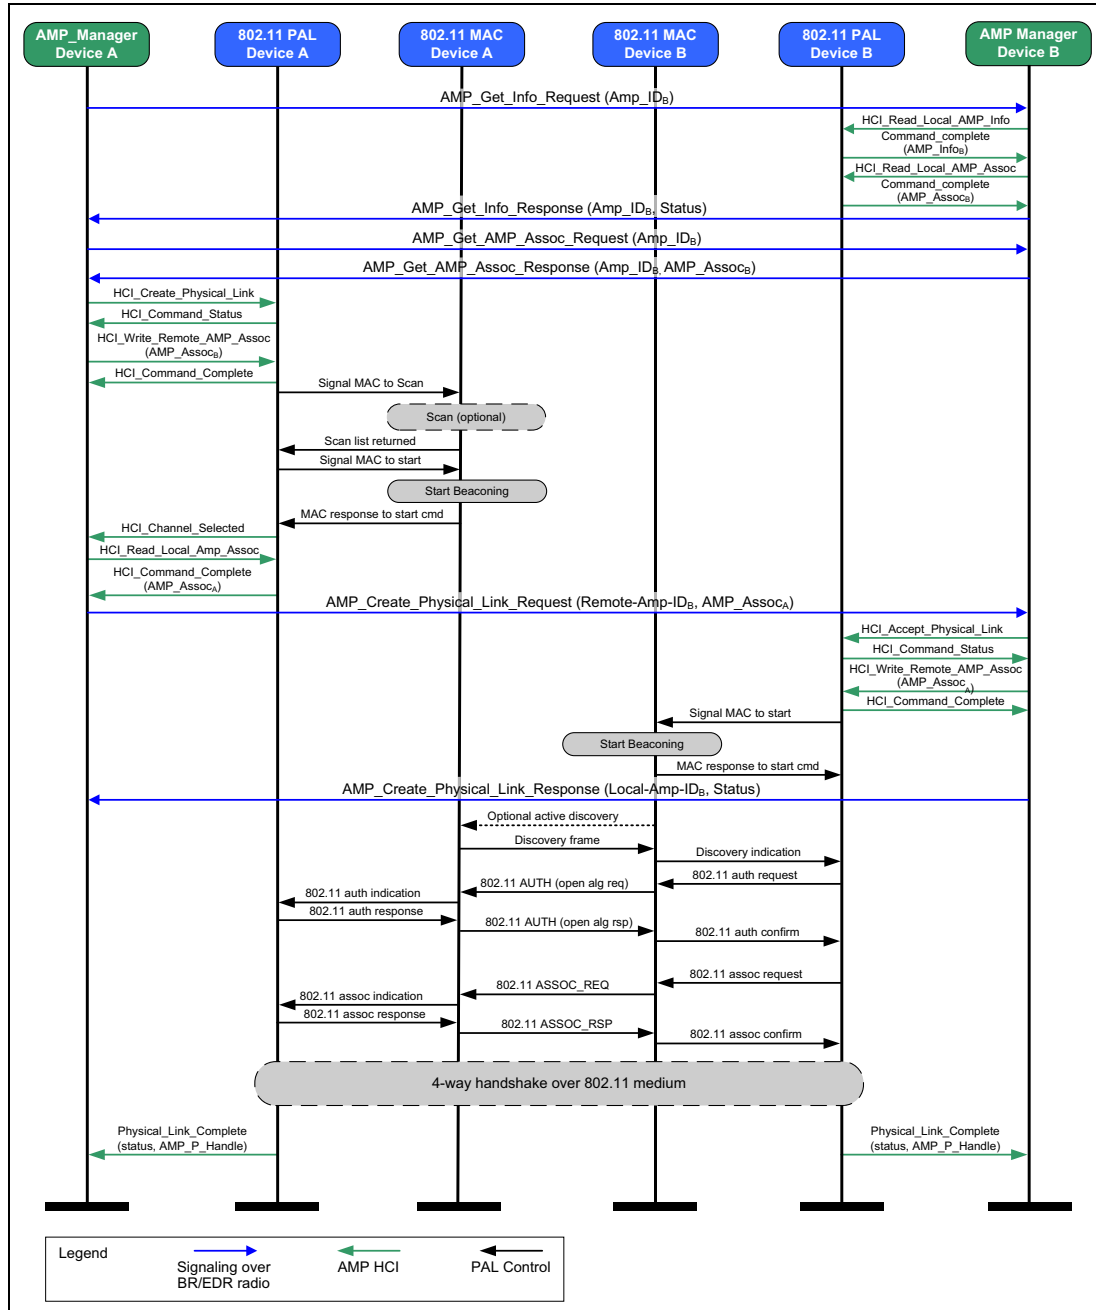 AMP_Manager
Device A
802.11 PAL
Device A
802.11 MAC
Device A
802.11 MAC
Device B
802.11 PAL
Device B
AMP Manager
Device B
AMP_Get_Info_Request (Amp_IDB)
HCI_Read_Local_AMP_Info
Command_complete
(AMP_InfoB)
HCI_Read_Local_AMP_Assoc
Command_complete
(AMP_AssocB)
AMP_Get_Info_Response (Amp_IDB, Status)
AMP_Get_AMP_Assoc_Request (Amp_IDB)
AMP_Get_AMP_Assoc_Response (Amp_IDB, AMP_AssocB)
HCI_Create_Physical_Link
HCI_Command_Status
HCI_Write_Remote_AMP_Assoc
(AMP_AssocB)
HCI_Command_Complete
Signal MAC to Scan
Scan (optional)
Scan list returned
Signal MAC to start
Start Beaconing
MAC response to start cmd
HCI_Channel_Selected
HCI_Read_Local_Amp_Assoc
HCI_Command_Complete
(AMP_AssocA)
AMP_Create_Physical_Link_Request (Remote-Amp-IDB, AMP_AssocA)
HCI_Accept_Physical_Link
HCI_Command_Status
HCI_Write_Remote_AMP_Assoc
(AMP_AssocA)
HCI_Command_Complete
Signal MAC to start
Start Beaconing
MAC response to start cmd
AMP_Create_Physical_Link_Response (Local-Amp-IDB, Status)
Optional active discovery
Discovery frame
Discovery indication
802.11 auth request
802.11 AUTH (open alg req)
802.11 auth indication
802.11 auth response
802.11 AUTH (open alg rsp)
802.11 auth confirm
802.11 assoc request
802.11 ASSOC_REQ
802.11 assoc indication
802.11 assoc response
802.11 ASSOC_RSP
802.11 assoc confirm
4-way handshake over 802.11 medium
Physical_Link_Complete
(status, AMP_P_Handle)
Physical_Link_Complete
(status, AMP_P_Handle)
Legend
Signaling over
BR/EDR radio
AMP HCI
PAL Control